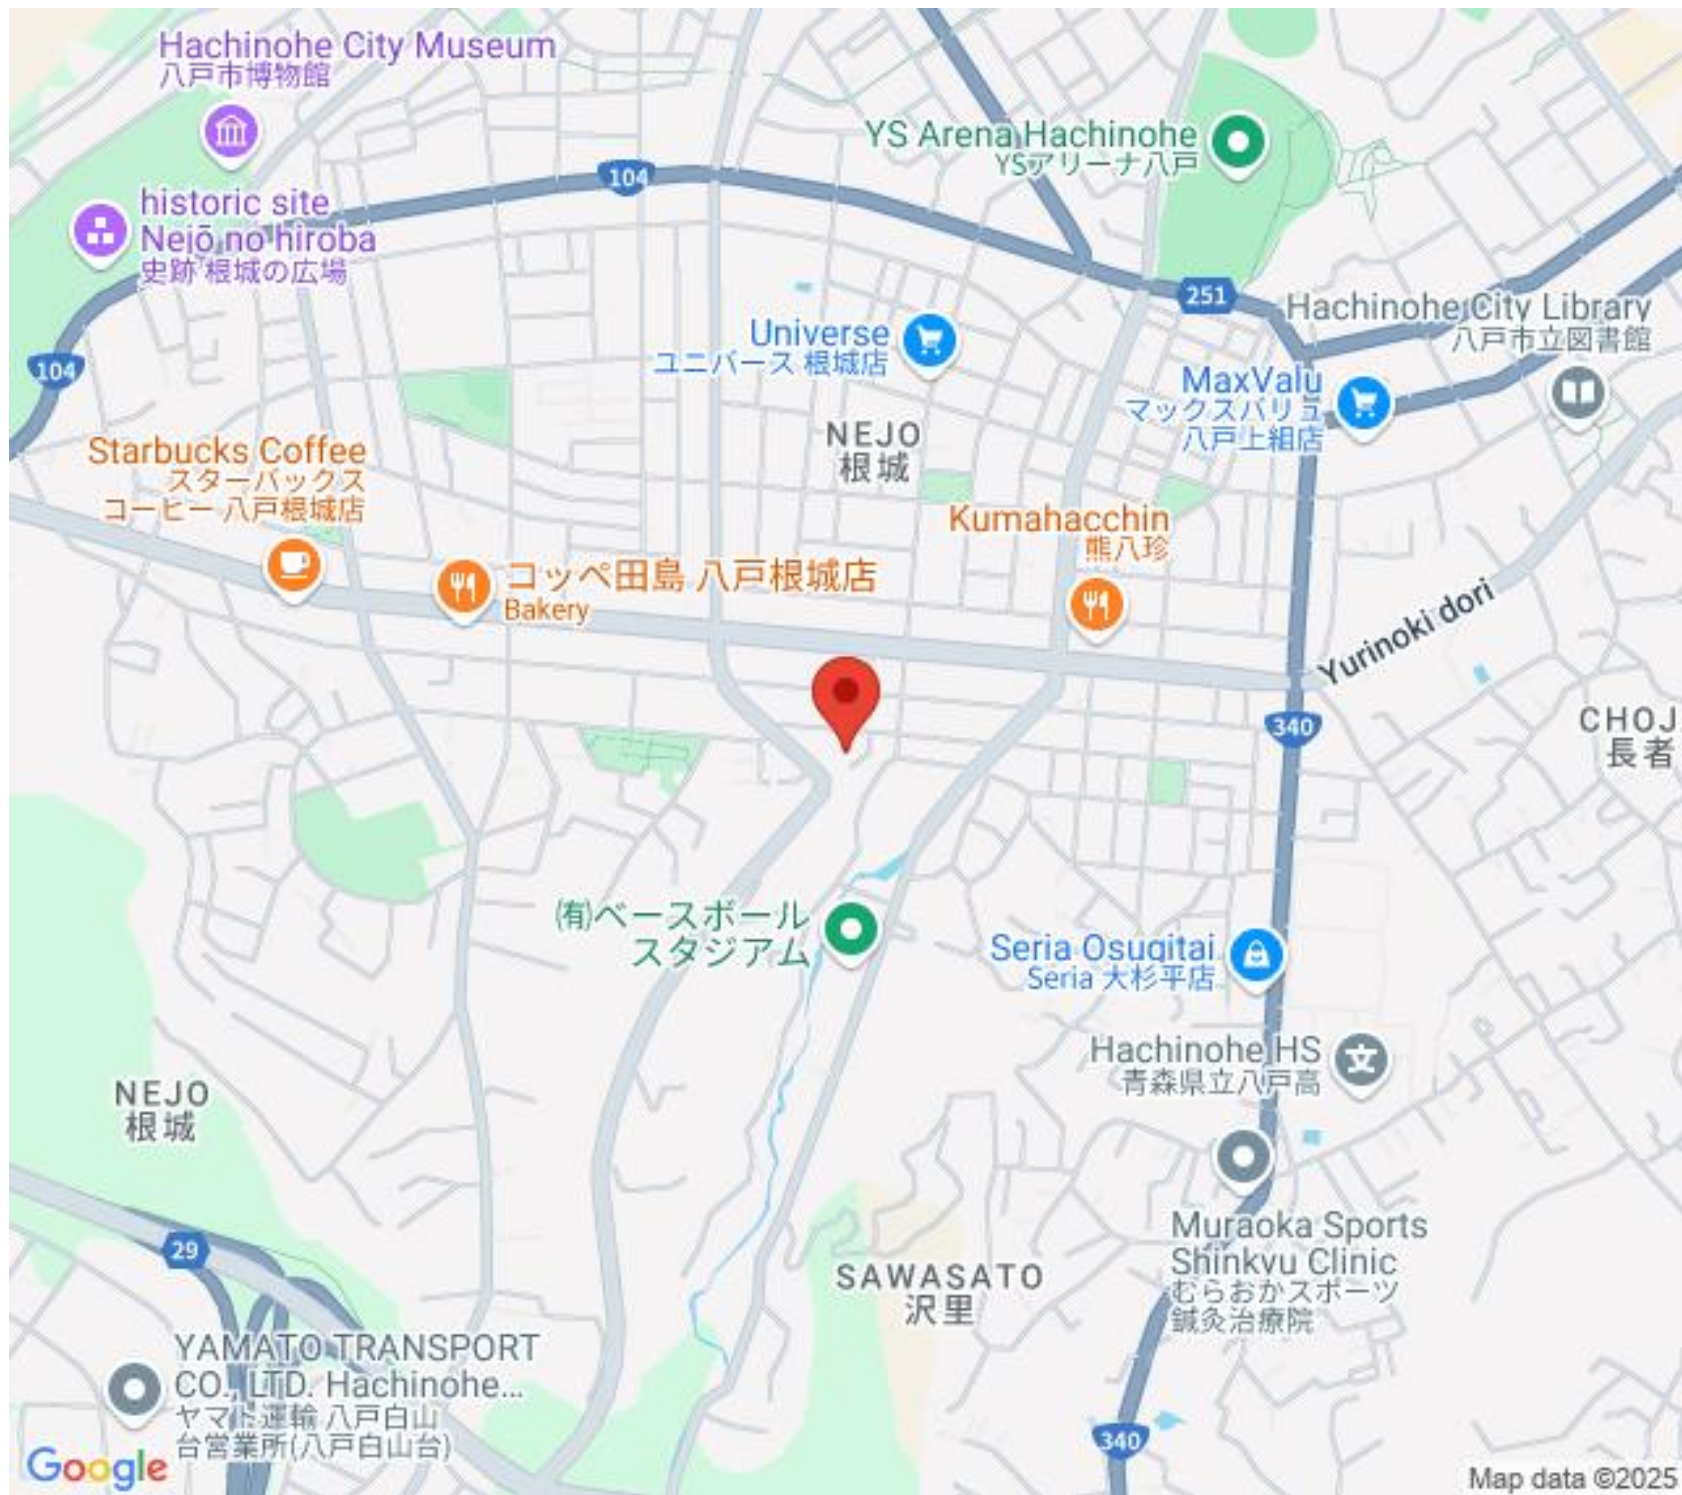 Hachinohe City Museum
八戸市博物館
YS Arena Hachinohe
YSアリーナ八戸
104
historic site
Nejō no hiroba
史跡 根城の広場
251
Hachinohe City Library
八戸市立図書館
Universe
ユニバース 根城店
104
MaxValu
マックスバリュ
八戸上組店
NEJO
根城
Starbucks Coffee
スターバックス
コーヒー 八戸根城店
Kumahacchin
熊八珍
コッペ田島 八戸根城店
Bakery
Yurinoki dori
340
CHOJ
長者
㈲ベースボール
スタジアム
Seria Osugitai
Seria 大杉平店
Hachinohe HS
青森県立八戸高
NEJO
根城
29
Muraoka Sports
Shinkyu Clinic
むらおかスポーツ
鍼灸治療院
SAWASATO
沢里
YAMATO TRANSPORT
CO., LTD. Hachinohe...
ヤマト運輸 八戸白山
台営業所(八戸白山台)
340
Google
Map data ©2025